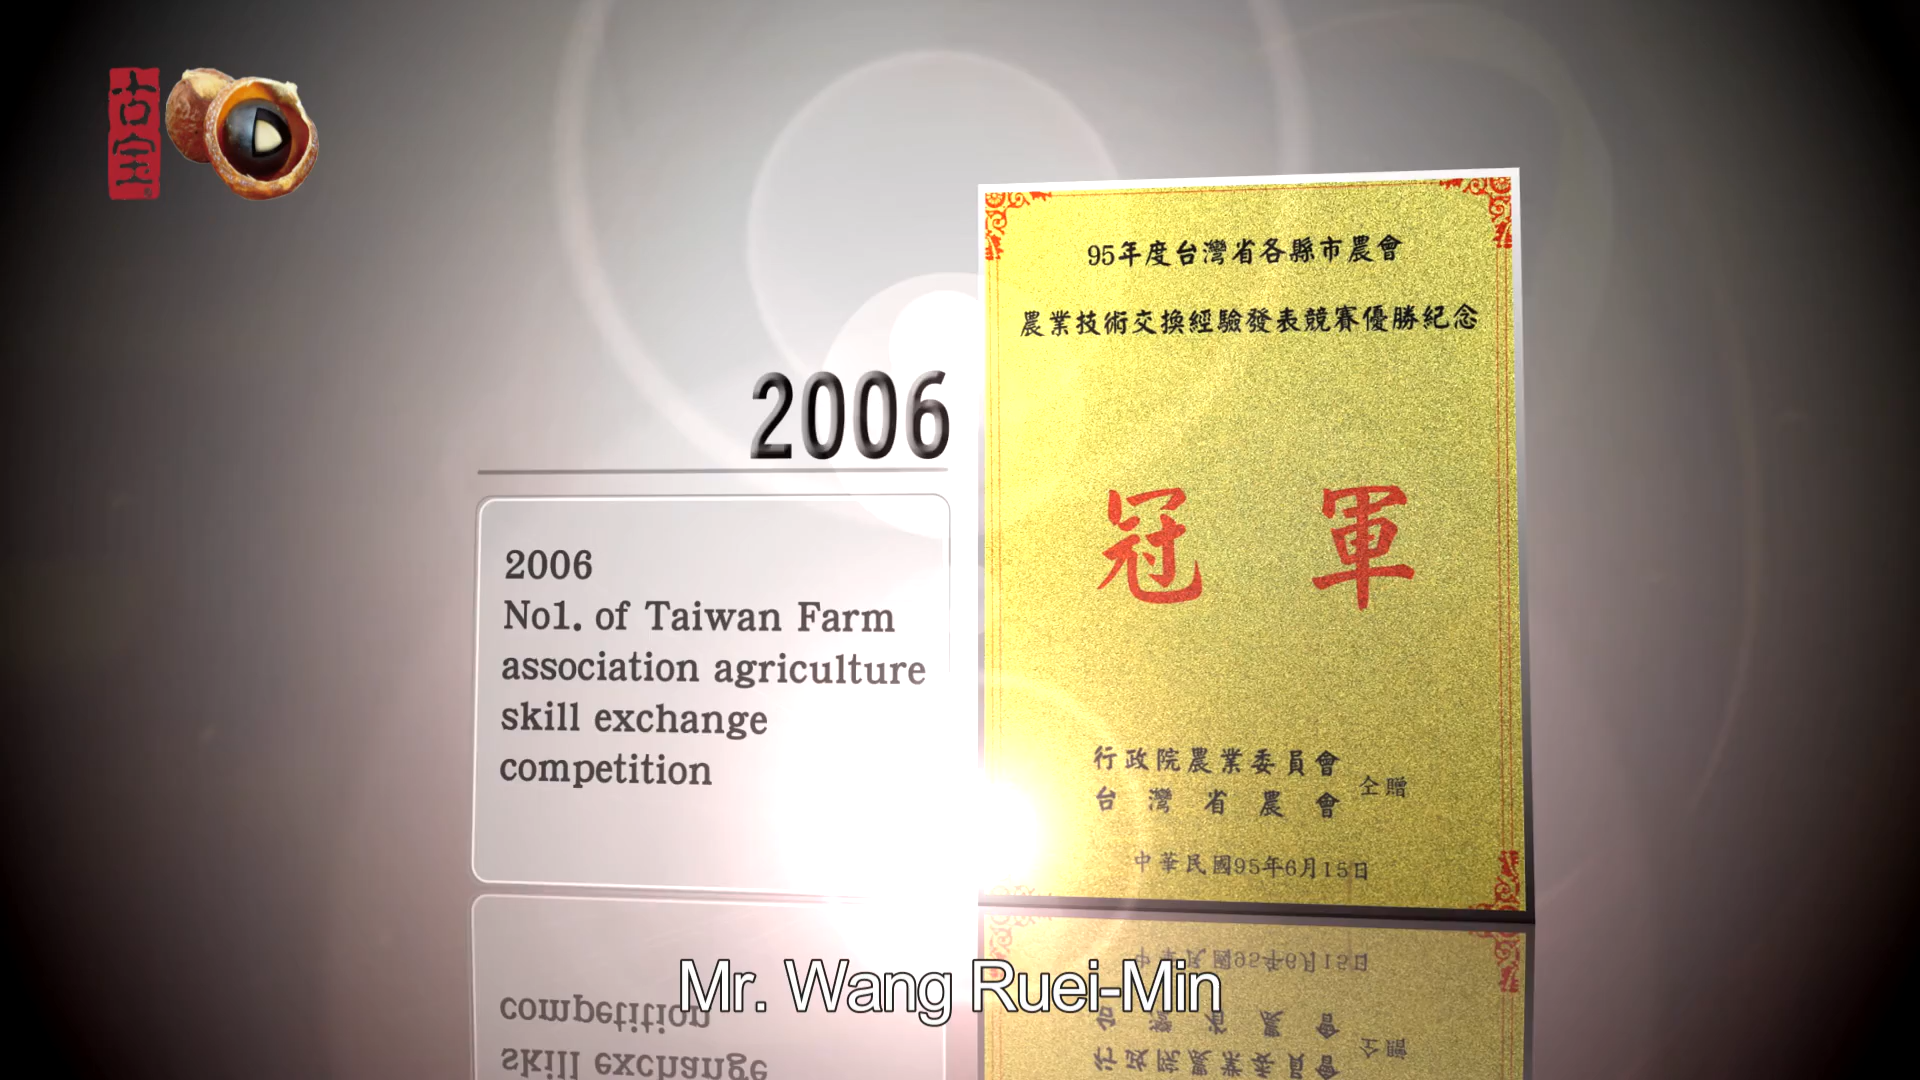 古宝
2006
2006
No1. of Taiwan Farm
association agriculture
skill exchange
competition
95年度台灣省各縣市農會
農業技術交換經驗發表競賽優勝紀念
冠軍
行政院農業委員會
台灣省農會
仝贈
中華民國95年6月15日
Mr. Wang Ruei-Min